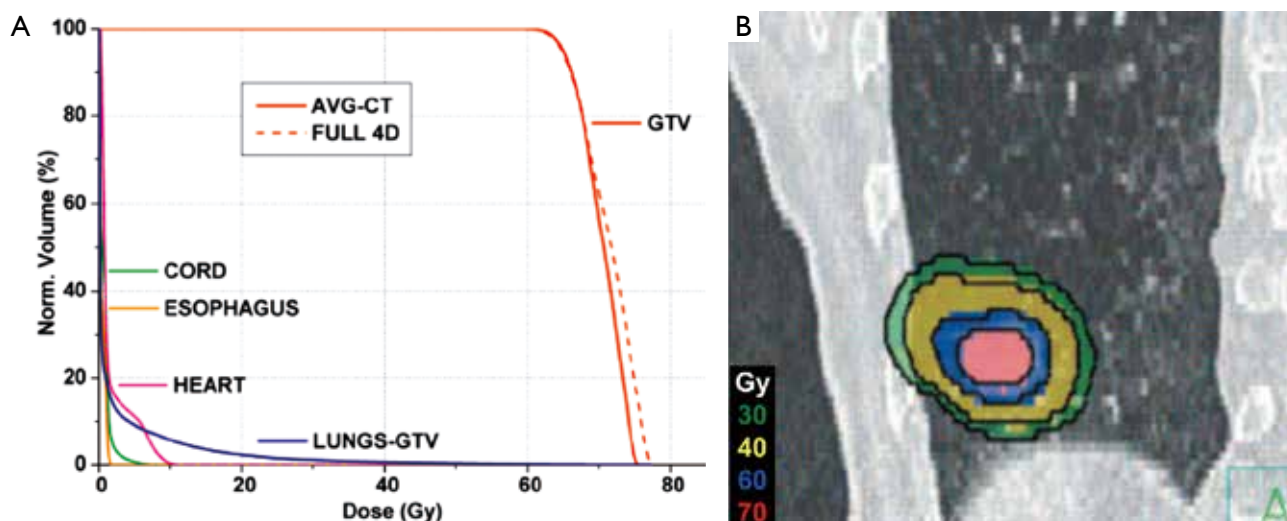 A
100
80
60
40
20
0
Norm. Volume (%)
AVG-CT
FULL 4D
GTV
CORD
ESOPHAGUS
HEART
LUNGS-GTV
0
20
40
60
80
Dose (Gy)
B
Gy
30
40
60
70